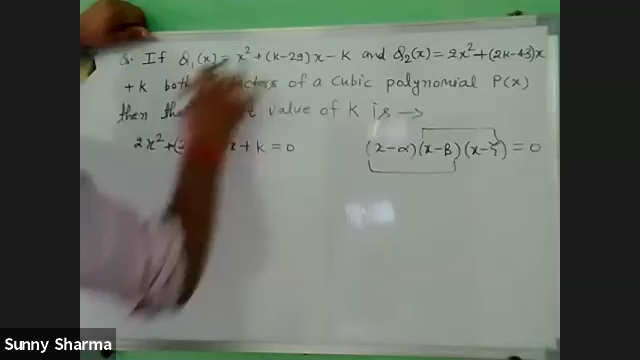 Q. If Q₁(x) = x² + (k-29)x - k and Q₂(x) = 2x² + (2k-43)x
+ k both factors of a cubic polynomial P(x)
then the value of k is →
2x² + ( x + k = 0
(x-α)(x-β)(x-γ) = 0
Sunny Sharma